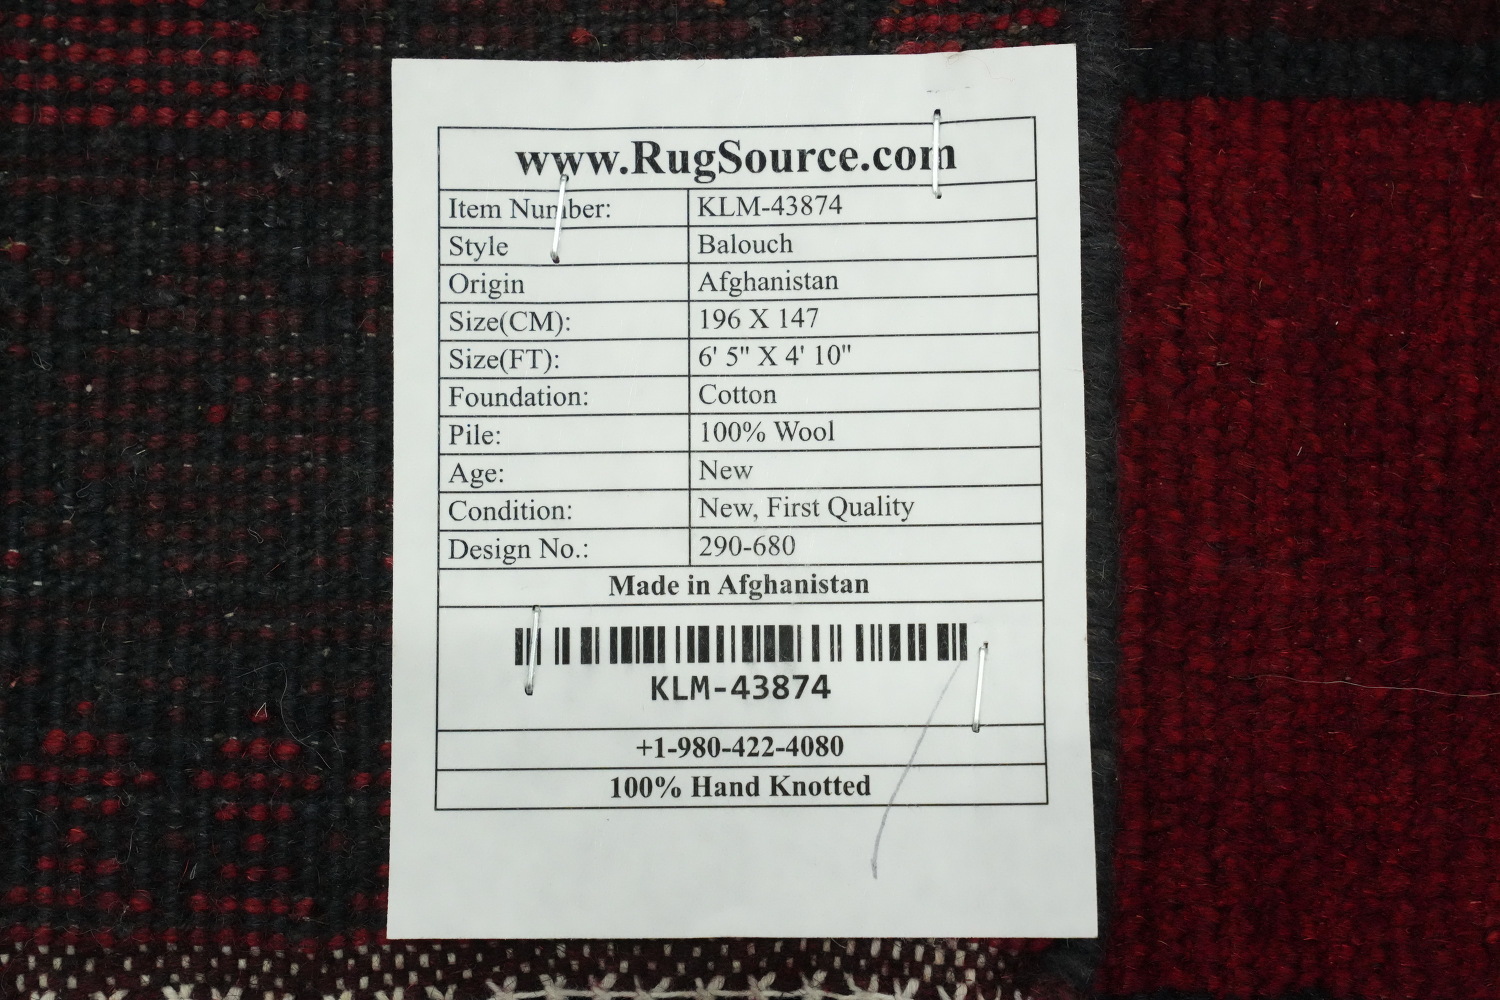 www.RugSource.com
Item Number: KLM-43874
Style Balouch
Origin Afghanistan
Size(CM): 196 X 147
Size(FT): 6' 5" X 4' 10"
Foundation: Cotton
Pile: 100% Wool
Age: New
Condition: New, First Quality
Design No.: 290-680
Made in Afghanistan
KLM-43874
+1-980-422-4080
100% Hand Knotted